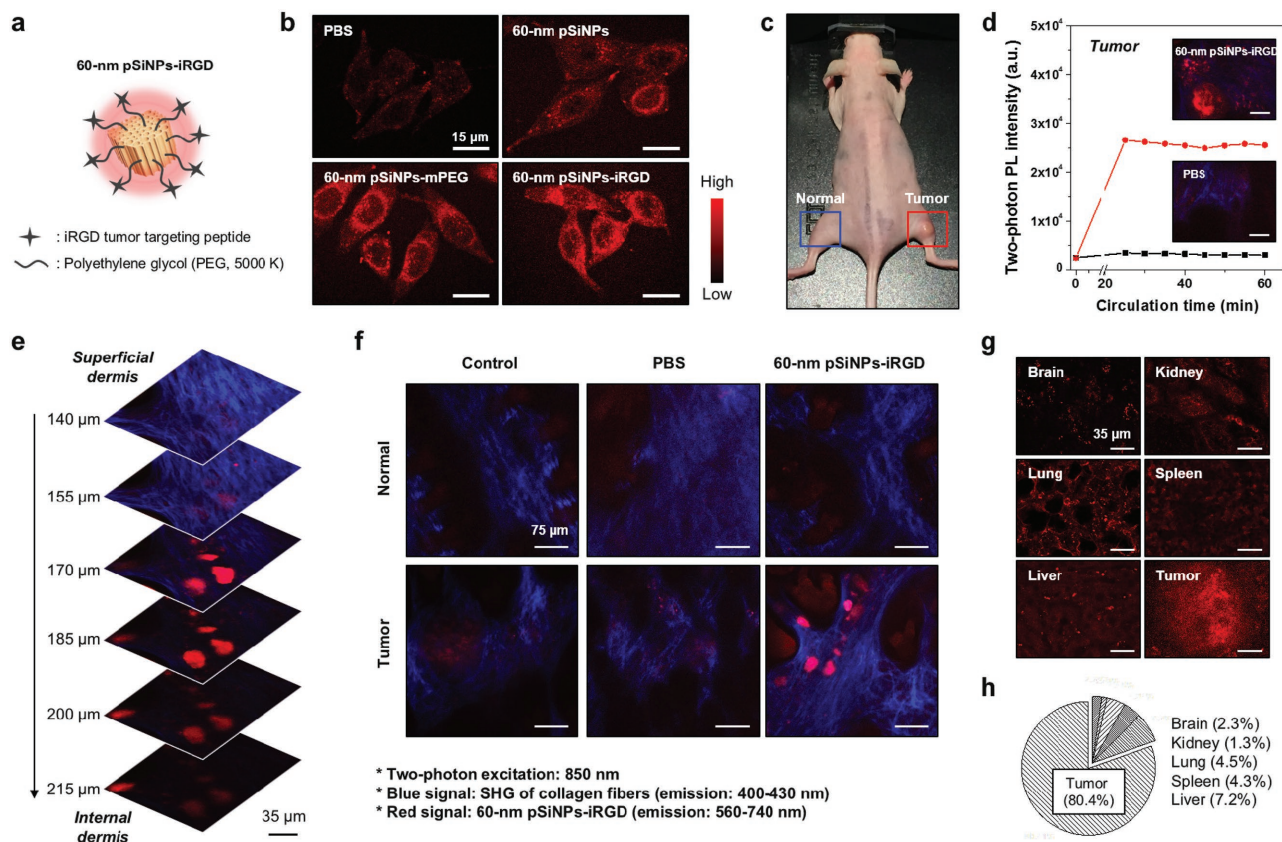 a
60-nm pSiNPs-iRGD
: iRGD tumor targeting peptide
: Polyethylene glycol (PEG, 5000 K)
b
PBS
60-nm pSiNPs
15 µm
60-nm pSiNPs-mPEG
60-nm pSiNPs-iRGD
High
Low
c
Normal
Tumor
d
Two-photon PL intensity (a.u.)
5x10⁴
4x10⁴
3x10⁴
2x10⁴
1x10⁴
0
Tumor
60-nm pSiNPs-iRGD
PBS
0 20 40 60
Circulation time (min)
e
Superficial
dermis
140 µm
155 µm
170 µm
185 µm
200 µm
215 µm
Internal
dermis
35 µm
f
Control
PBS
60-nm pSiNPs-iRGD
Normal
75 µm
Tumor
* Two-photon excitation: 850 nm
* Blue signal: SHG of collagen fibers (emission: 400-430 nm)
* Red signal: 60-nm pSiNPs-iRGD (emission: 560-740 nm)
g
Brain
Kidney
35 µm
Lung
Spleen
Liver
Tumor
h
Tumor
(80.4%)
Brain (2.3%)
Kidney (1.3%)
Lung (4.5%)
Spleen (4.3%)
Liver (7.2%)